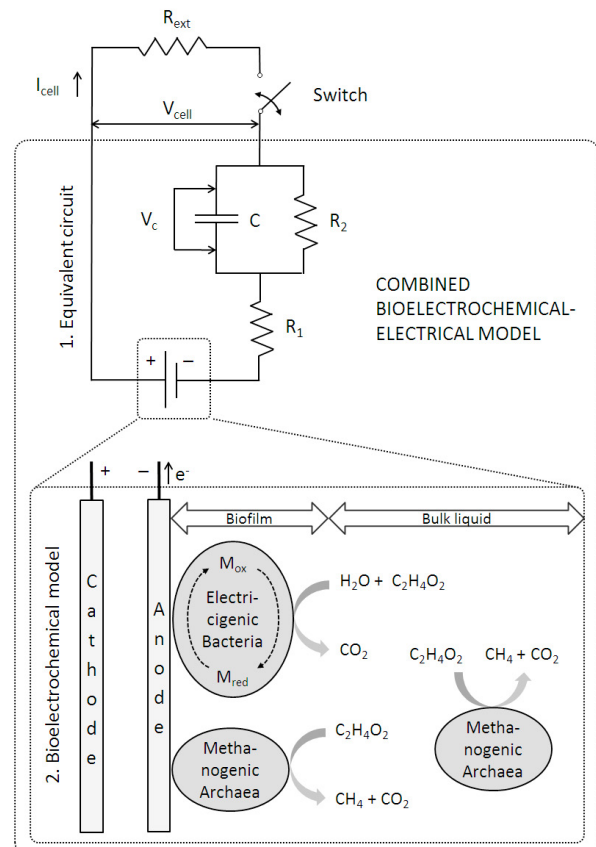 R_ext
I_cell
Switch
V_cell
V_c
C
R_2
1. Equivalent circuit
COMBINED
BIOELECTROCHEMICAL-
ELECTRICAL MODEL
R_1
+
−
+
−
e⁻
2. Bioelectrochemical model
Biofilm
Bulk liquid
Cathode
Anode
M_ox
Electri-
cigenic
Bacteria
M_red
H₂O + C₂H₄O₂
CO₂
C₂H₄O₂
CH₄ + CO₂
Metha-
nogenic
Archaea
Metha-
nogenic
Archaea
C₂H₄O₂
CH₄ + CO₂